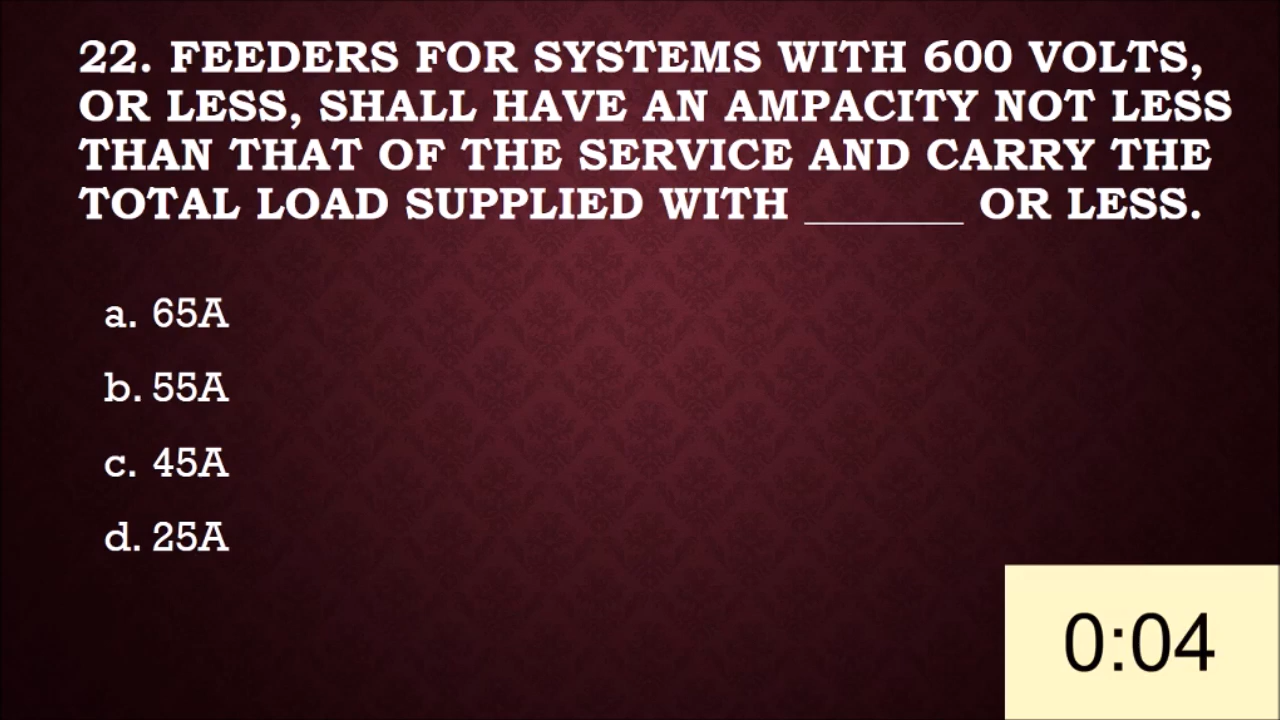 22. FEEDERS FOR SYSTEMS WITH 600 VOLTS,
OR LESS, SHALL HAVE AN AMPACITY NOT LESS
THAN THAT OF THE SERVICE AND CARRY THE
TOTAL LOAD SUPPLIED WITH _______ OR LESS.
a. 65A
b. 55A
c. 45A
d. 25A
0:04